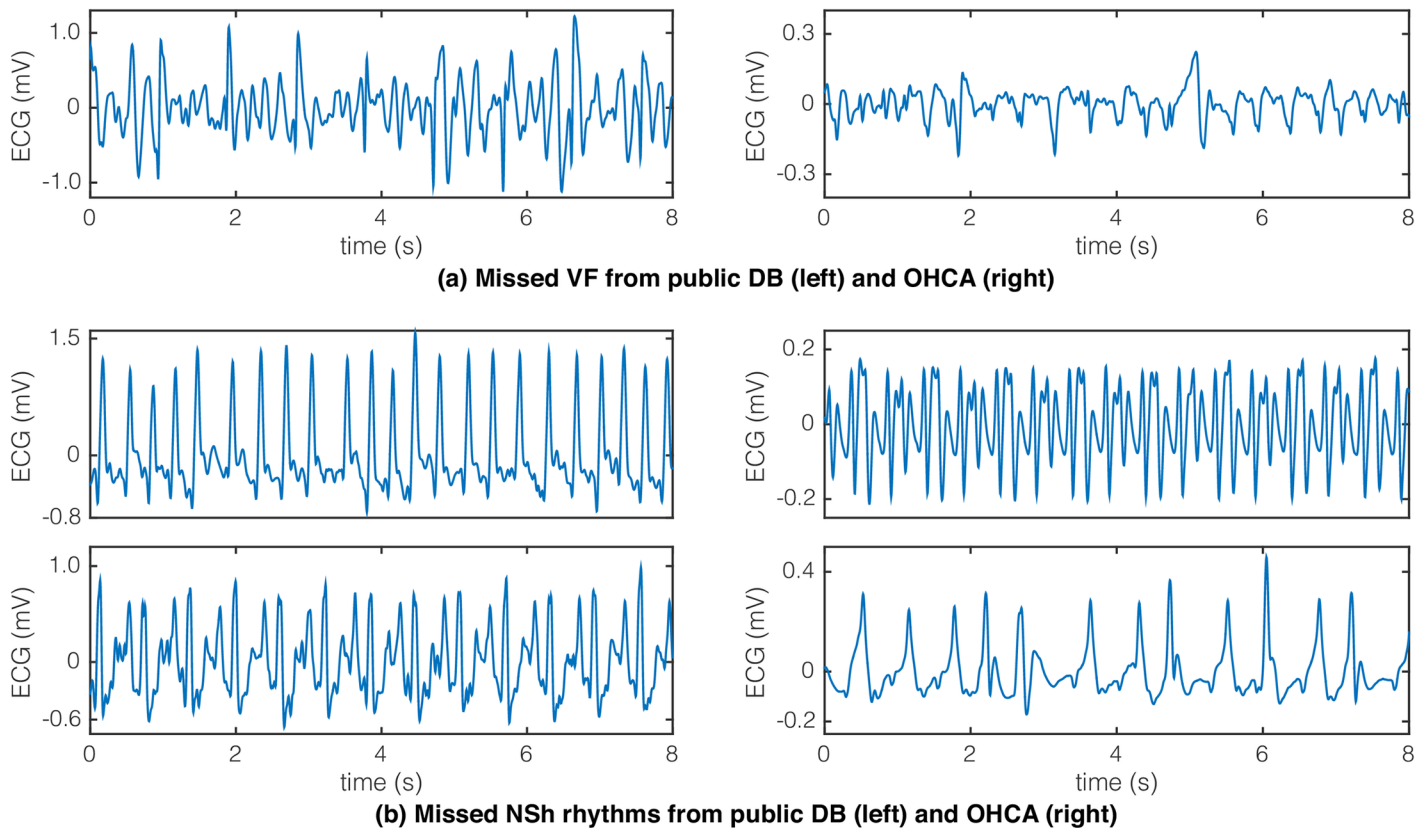 ECG (mV)
1.0
0
-1.0
0 2 4 6 8
time (s)
ECG (mV)
0.3
0
-0.3
0 2 4 6 8
time (s)
(a) Missed VF from public DB (left) and OHCA (right)
ECG (mV)
1.5
0
-0.8
ECG (mV)
0.2
0
-0.2
ECG (mV)
1.0
0
-0.6
0 2 4 6 8
time (s)
ECG (mV)
0.4
0
-0.2
0 2 4 6 8
time (s)
(b) Missed NSh rhythms from public DB (left) and OHCA (right)